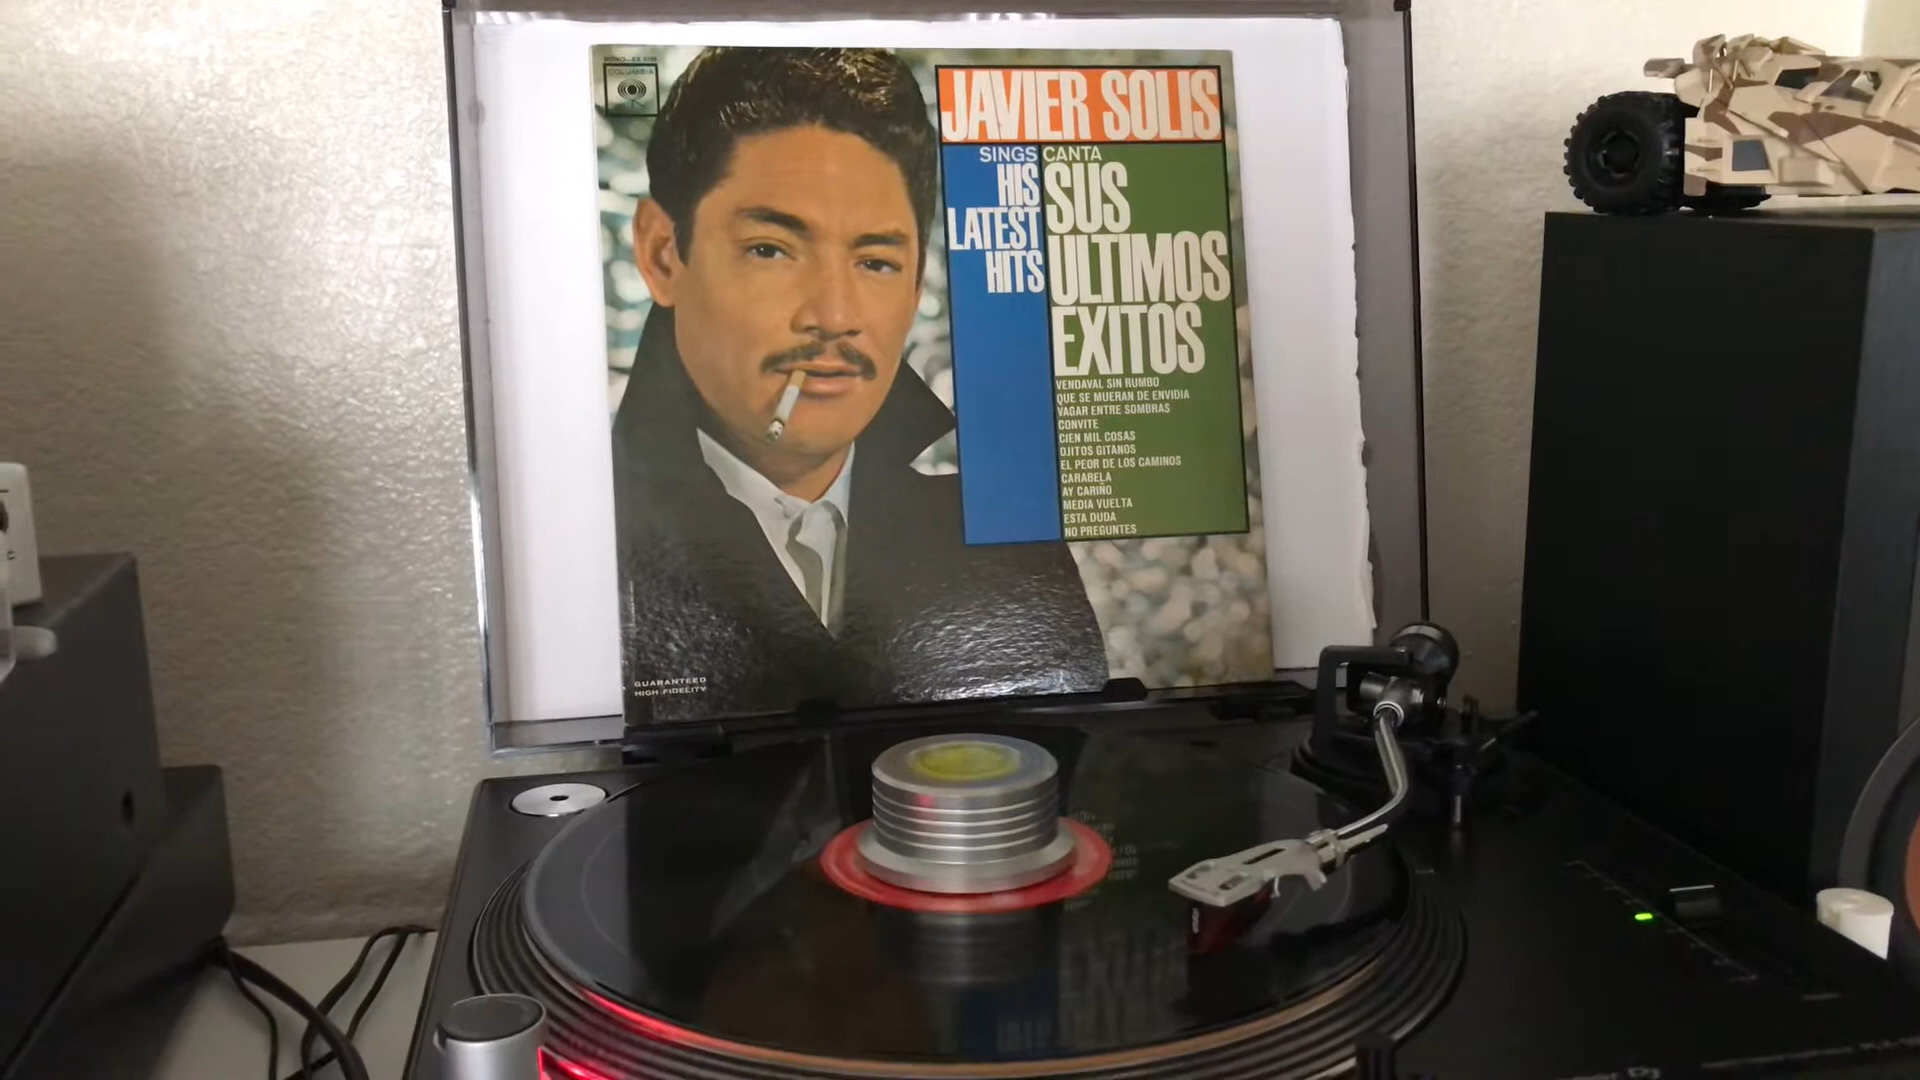 COLUMBIA
JAVIER SOLIS
SINGS
HIS
LATEST
HITS
CANTA
SUS
ULTIMOS
EXITOS
VENDAVAL SIN RUMBO
QUE SE MUERAN DE ENVIDIA
VAGAR ENTRE SOMBRAS
CONVITE
CIEN MIL COSAS
OJITOS GITANOS
EL PEOR DE LOS CAMINOS
CARABELA
AY CARIÑO
MEDIA VUELTA
ESTA DUDA
NO PREGUNTES
GUARANTEED
HIGH-FIDELITY